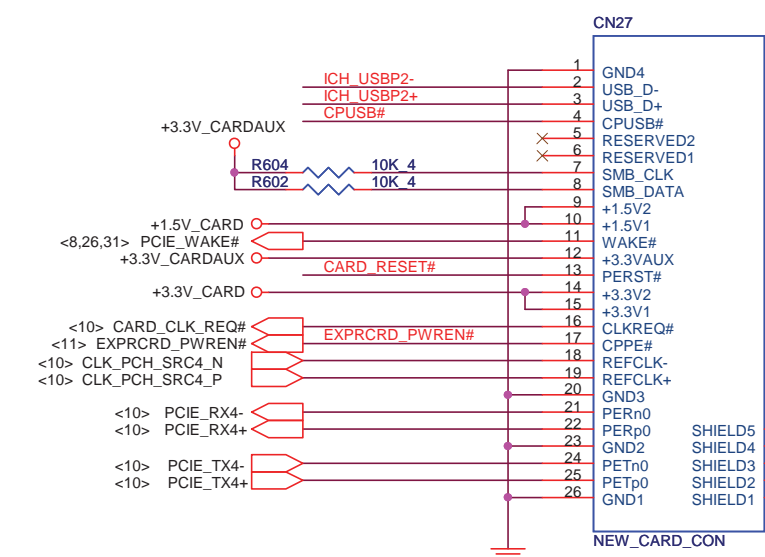 CN27
1 GND4
ICH_USBP2- 2 USB_D-
ICH_USBP2+ 3 USB_D+
CPUSB# 4 CPUSB#
+3.3V_CARDAUX 5 RESERVED2
6 RESERVED1
R604 10K_4 7 SMB_CLK
R602 10K_4 8 SMB_DATA
9 +1.5V2
+1.5V_CARD 10 +1.5V1
<8,26,31> PCIE_WAKE# 11 WAKE#
+3.3V_CARDAUX 12 +3.3VAUX
CARD_RESET# 13 PERST#
+3.3V_CARD 14 +3.3V2
15 +3.3V1
<10> CARD_CLK_REQ# 16 CLKREQ#
<11> EXPRCRD_PWREN# EXPRCRD_PWREN# 17 CPPE#
<10> CLK_PCH_SRC4_N 18 REFCLK-
<10> CLK_PCH_SRC4_P 19 REFCLK+
20 GND3
<10> PCIE_RX4- 21 PERn0
<10> PCIE_RX4+ 22 PERp0 SHIELD5
23 GND2 SHIELD4
<10> PCIE_TX4- 24 PETn0 SHIELD3
<10> PCIE_TX4+ 25 PETp0 SHIELD2
26 GND1 SHIELD1
NEW_CARD_CON